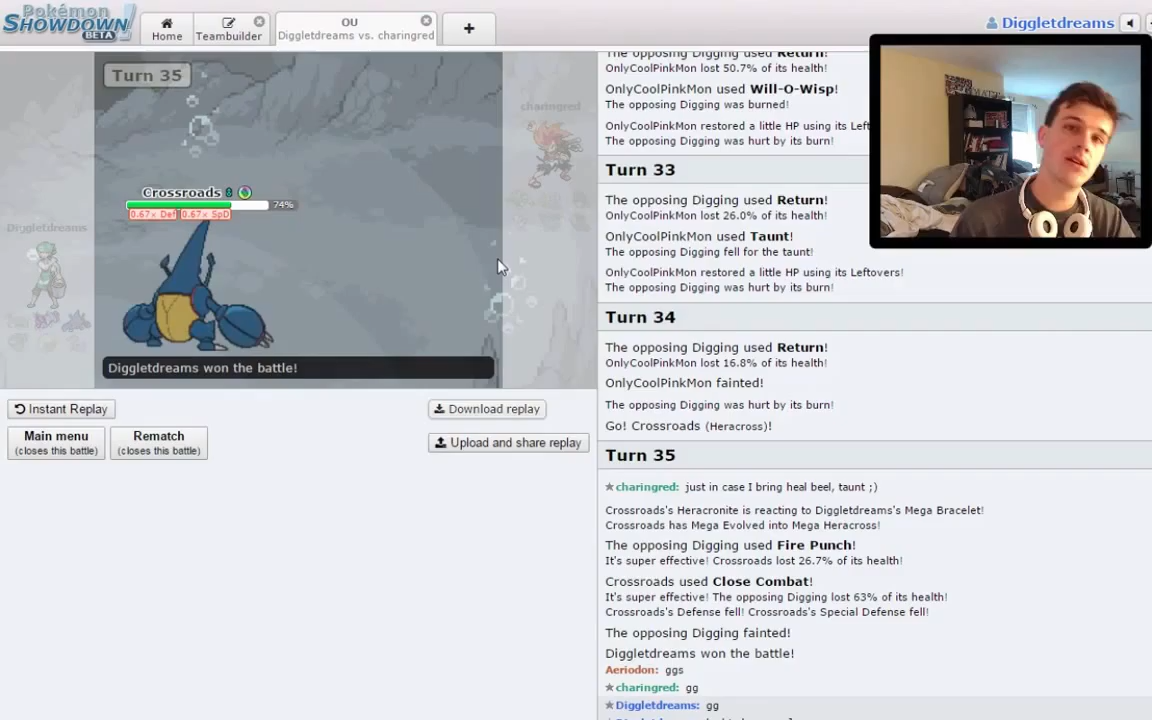 Pokémon
SHOWDOWN!
BETA
Home
Teambuilder
OU
Diggletdreams vs. charingred
Diggletdreams
Turn 35
charingred
Crossroads
74%
0.67× Def 0.67× SpD
Diggletdreams
Diggletdreams won the battle!
Instant Replay
Download replay
Main menu
(closes this battle)
Rematch
(closes this battle)
Upload and share replay
The opposing Digging used Return!
OnlyCoolPinkMon lost 50.7% of its health!
OnlyCoolPinkMon used Will-O-Wisp!
The opposing Digging was burned!
OnlyCoolPinkMon restored a little HP using its Left
The opposing Digging was hurt by its burn!
Turn 33
The opposing Digging used Return!
OnlyCoolPinkMon lost 26.0% of its health!
OnlyCoolPinkMon used Taunt!
The opposing Digging fell for the taunt!
OnlyCoolPinkMon restored a little HP using its Leftovers!
The opposing Digging was hurt by its burn!
Turn 34
The opposing Digging used Return!
OnlyCoolPinkMon lost 16.8% of its health!
OnlyCoolPinkMon fainted!
The opposing Digging was hurt by its burn!
Go! Crossroads (Heracross)!
Turn 35
★charingred: just in case I bring heal beel, taunt ;)
Crossroads's Heracronite is reacting to Diggletdreams's Mega Bracelet!
Crossroads has Mega Evolved into Mega Heracross!
The opposing Digging used Fire Punch!
It's super effective! Crossroads lost 26.7% of its health!
Crossroads used Close Combat!
It's super effective! The opposing Digging lost 63% of its health!
Crossroads's Defense fell! Crossroads's Special Defense fell!
The opposing Digging fainted!
Diggletdreams won the battle!
Aeriodon: ggs
★charingred: gg
★Diggletdreams: gg